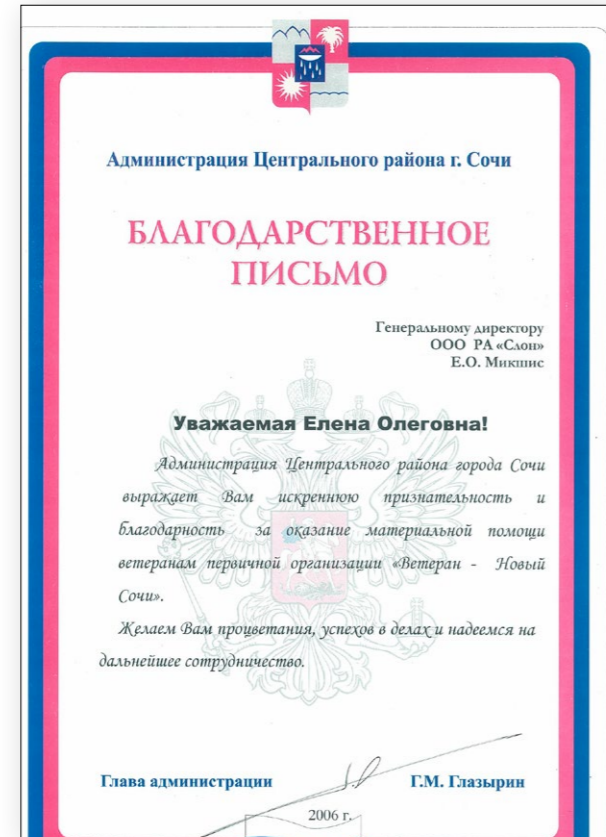 Администрация Центрального района г. Сочи
БЛАГОДАРСТВЕННОЕ
ПИСЬМО
Генеральному директору
ООО РА «Слон»
Е.О. Микшис
Уважаемая Елена Олеговна!
Администрация Центрального района города Сочи
выражает Вам искреннюю признательность и
благодарность за оказание материальной помощи
ветеранам первичной организации «Ветеран - Новый
Сочи».
Желаем Вам процветания, успехов в делах и надеемся на
дальнейшее сотрудничество.
Глава администрации Г.М. Глазырин
2006 г.